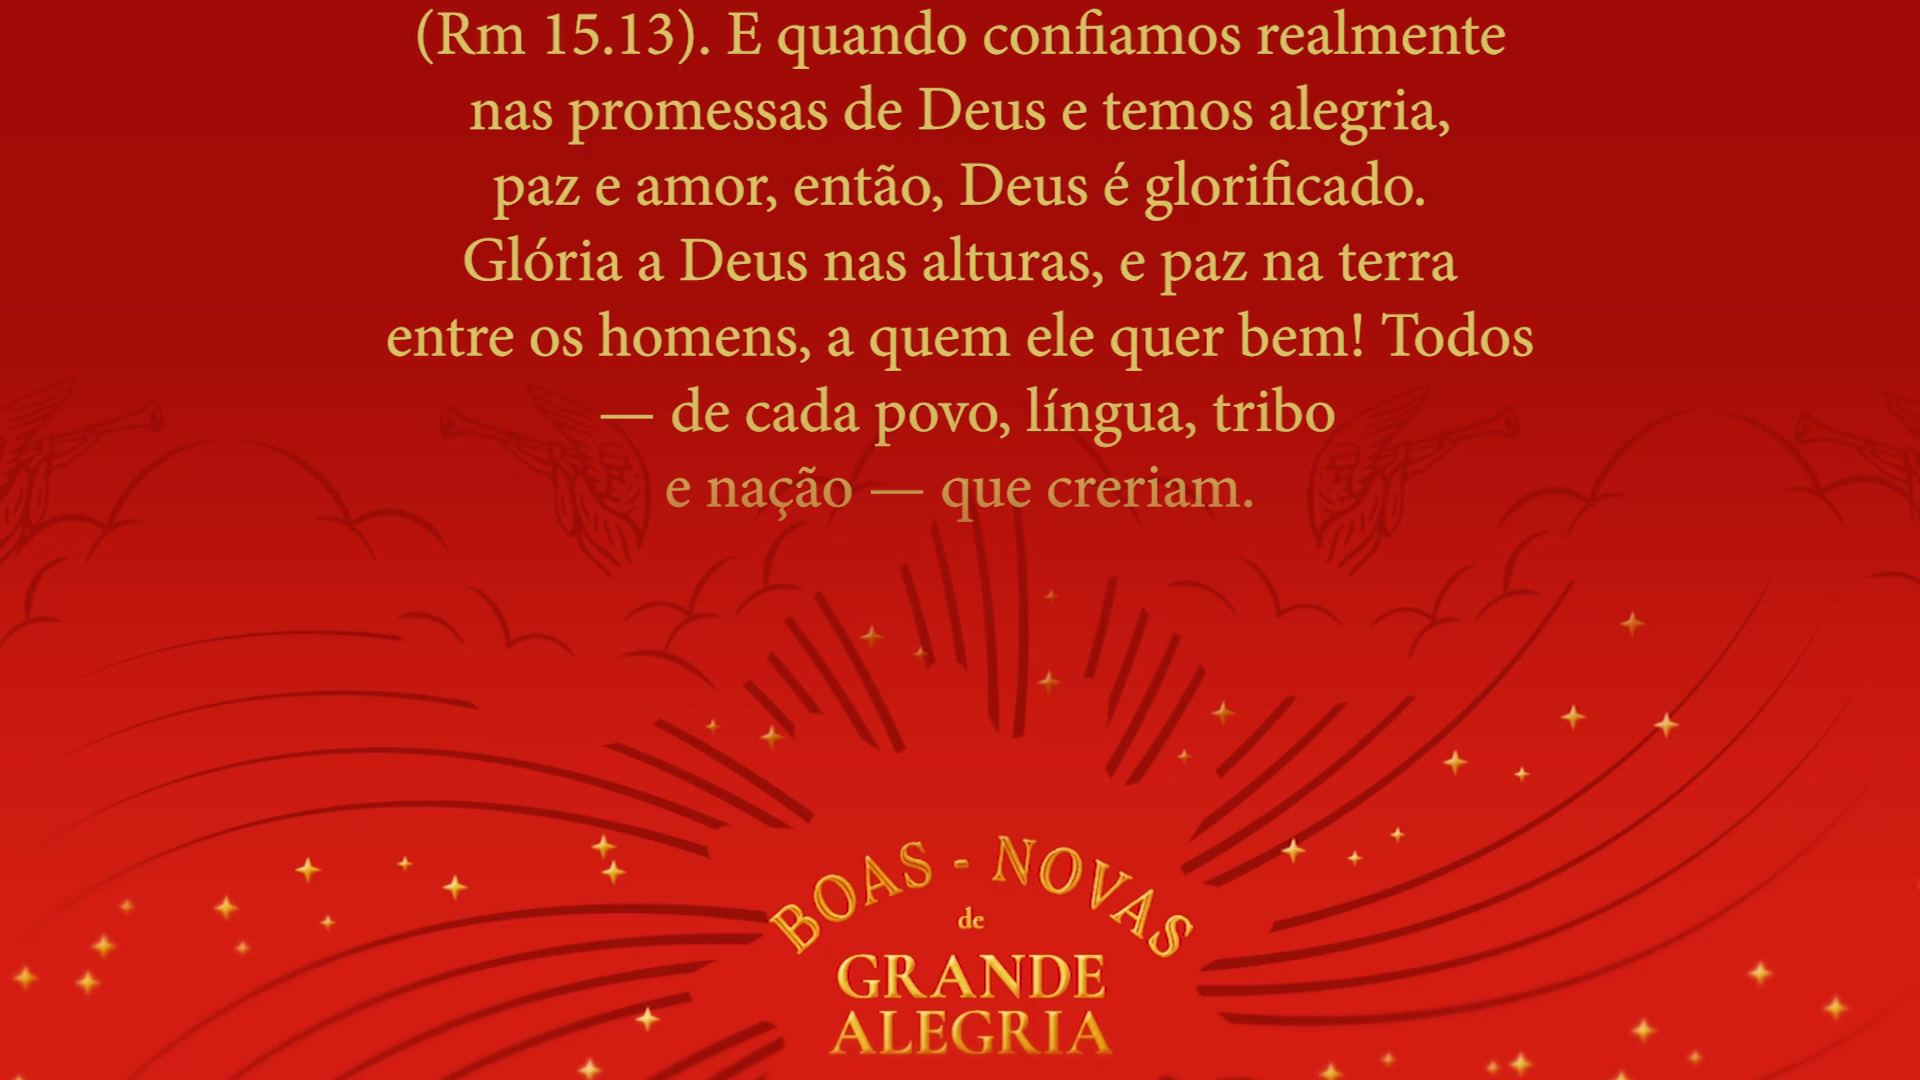 (Rm 15.13). E quando confiamos realmente
nas promessas de Deus e temos alegria,
paz e amor, então, Deus é glorificado.
Glória a Deus nas alturas, e paz na terra
entre os homens, a quem ele quer bem! Todos
— de cada povo, língua, tribo
e nação — que creriam.
BOAS - NOVAS
de
GRANDE
ALEGRIA